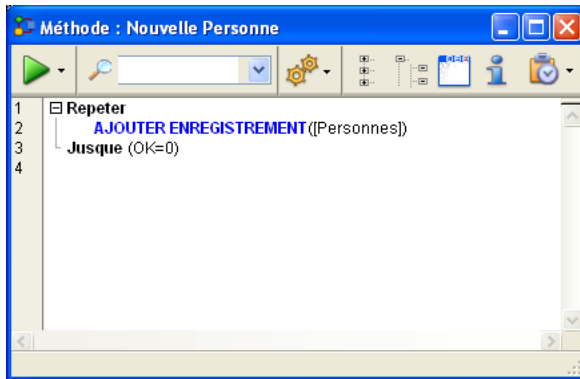 Méthode : Nouvelle Personne
1 Repeter
2 AJOUTER ENREGISTREMENT([Personnes])
3 Jusque (OK=0)
4